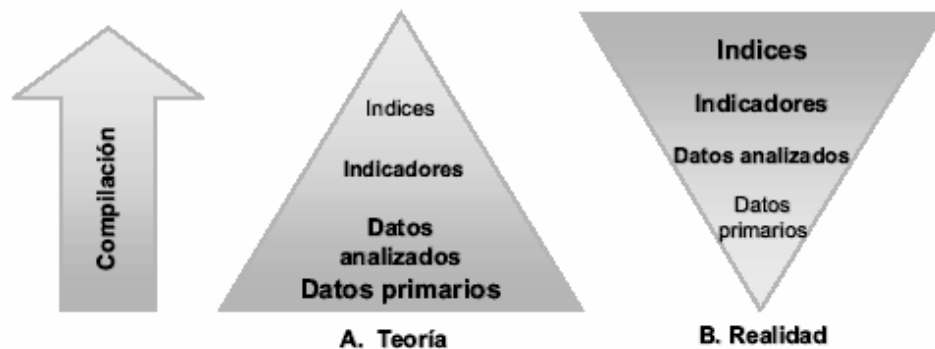 Compilación
Indices
Indicadores
Datos
analizados
Datos primarios
A. Teoría
Indices
Indicadores
Datos analizados
Datos
primarios
B. Realidad